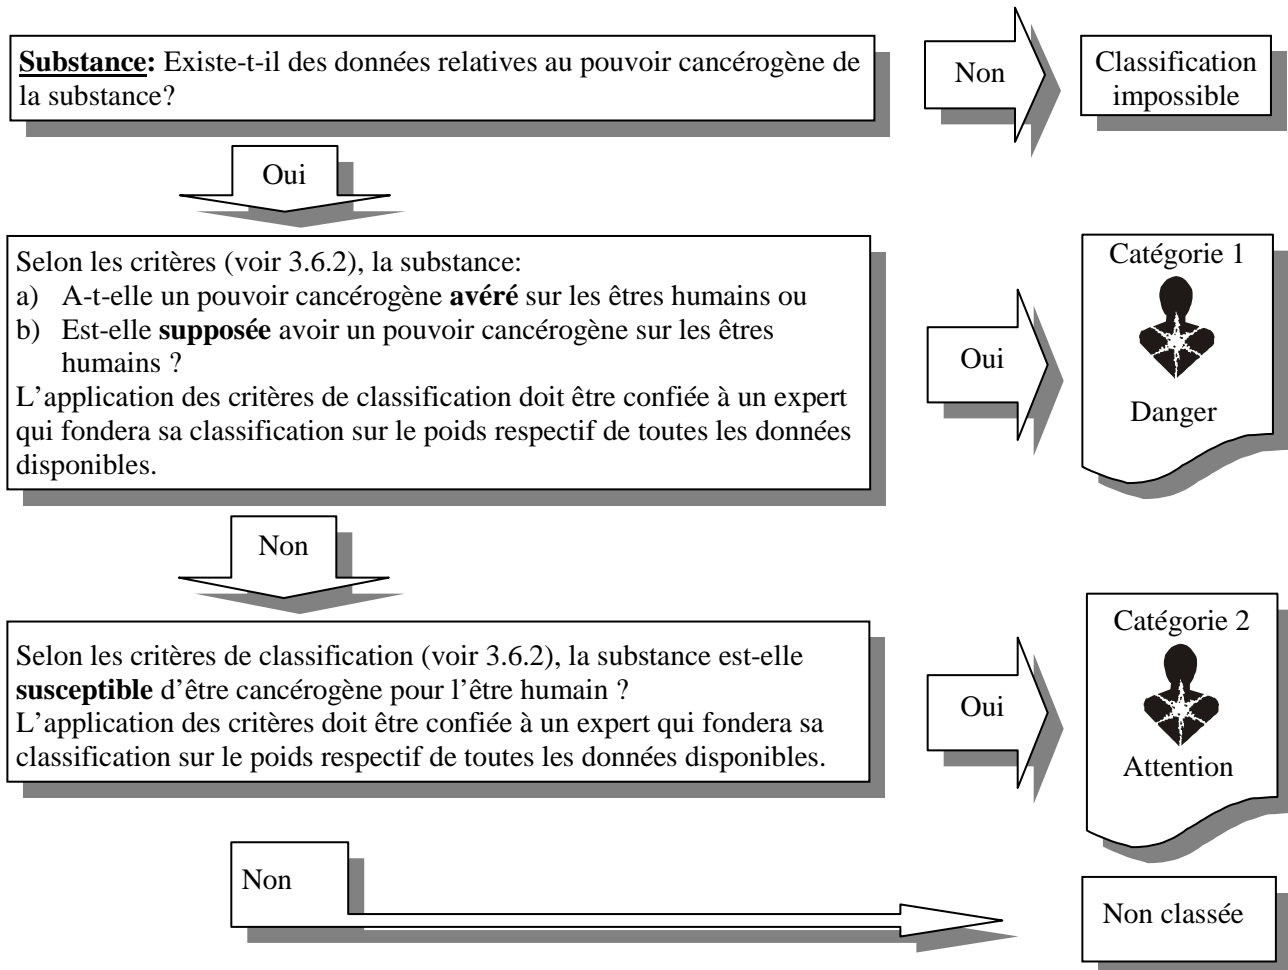 Substance: Existe-t-il des données relatives au pouvoir cancérogène de
la substance?
Non
Classification
impossible
Oui
Selon les critères (voir 3.6.2), la substance:
a) A-t-elle un pouvoir cancérogène avéré sur les êtres humains ou
b) Est-elle supposée avoir un pouvoir cancérogène sur les êtres
humains ?
L’application des critères de classification doit être confiée à un expert
qui fondera sa classification sur le poids respectif de toutes les données
disponibles.
Oui
Catégorie 1
Danger
Non
Selon les critères de classification (voir 3.6.2), la substance est-elle
susceptible d’être cancérogène pour l’être humain ?
L’application des critères doit être confiée à un expert qui fondera sa
classification sur le poids respectif de toutes les données disponibles.
Oui
Catégorie 2
Attention
Non
Non classée